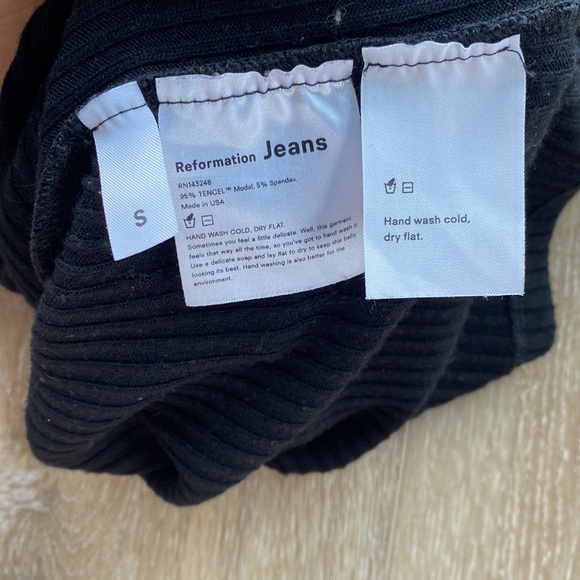 S
Reformation Jeans
RN143248
95% TENCEL™ Modal, 5% Spandex.
Made in USA
HAND WASH COLD, DRY FLAT.
Sometimes you feel a little delicate. Well, this garment
feels that way all the time, so you've got to hand wash it.
Use a delicate soap and lay flat to dry to keep this baby
looking its best. Hand washing is also better for the
environment.
Hand wash cold,
dry flat.